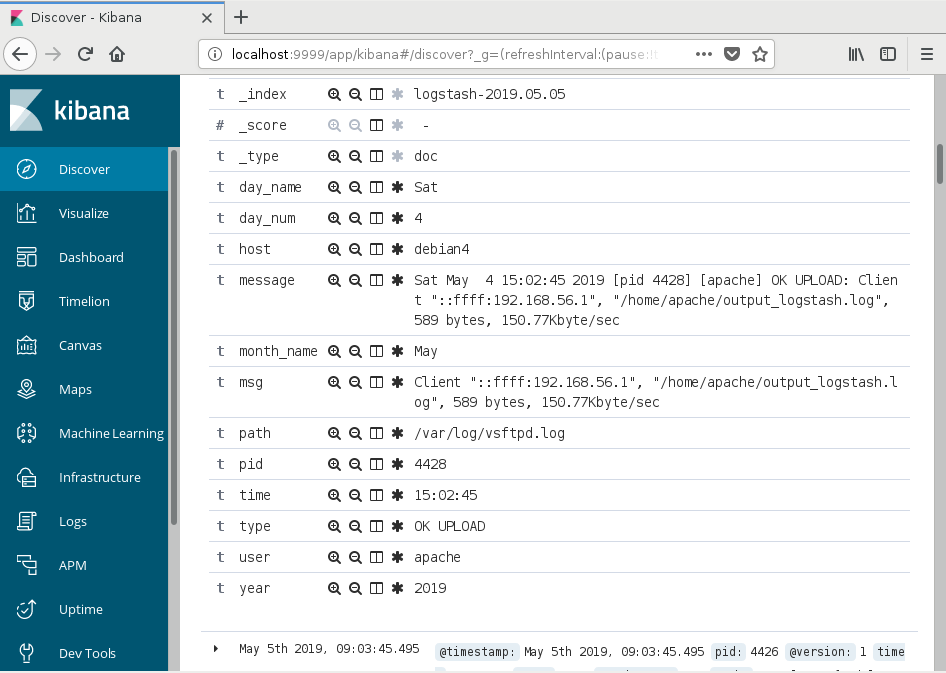 Discover - Kibana
localhost:9999/app/kibana#/discover?_g=(refreshInterval:(pause:!
kibana
Discover
Visualize
Dashboard
Timelion
Canvas
Maps
Machine Learning
Infrastructure
Logs
APM
Uptime
Dev Tools
t _index logstash-2019.05.05
# _score -
t _type doc
t day_name Sat
t day_num 4
t host debian4
t message Sat May  4 15:02:45 2019 [pid 4428] [apache] OK UPLOAD: Clien
t "::ffff:192.168.56.1", "/home/apache/output_logstash.log",
589 bytes, 150.77Kbyte/sec
t month_name May
t msg Client "::ffff:192.168.56.1", "/home/apache/output_logstash.l
og", 589 bytes, 150.77Kbyte/sec
t path /var/log/vsftpd.log
t pid 4428
t time 15:02:45
t type OK UPLOAD
t user apache
t year 2019
May 5th 2019, 09:03:45.495 @timestamp: May 5th 2019, 09:03:45.495 pid: 4426 @version: 1 time